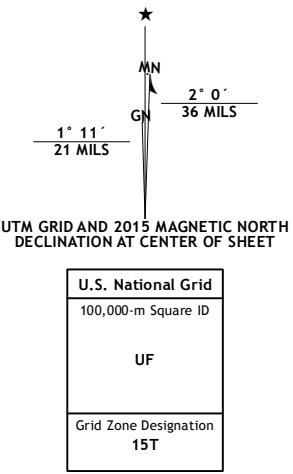 ★
MN
GN
2° 0´
36 MILS
1° 11´
21 MILS
UTM GRID AND 2015 MAGNETIC NORTH
DECLINATION AT CENTER OF SHEET
U.S. National Grid
100,000-m Square ID
UF
Grid Zone Designation
15T